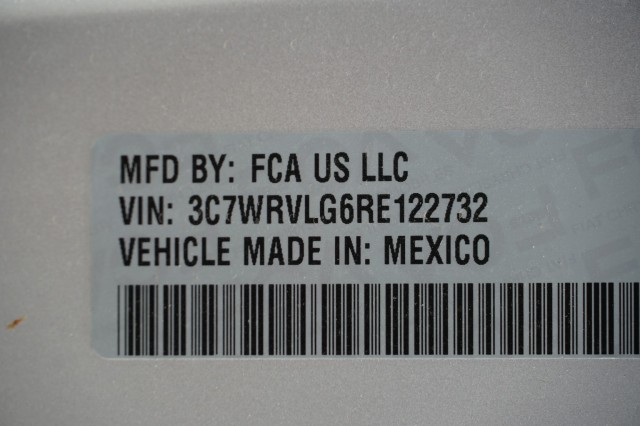 MFD BY: FCA US LLC
VIN: 3C7WRVLG6RE122732
VEHICLE MADE IN: MEXICO